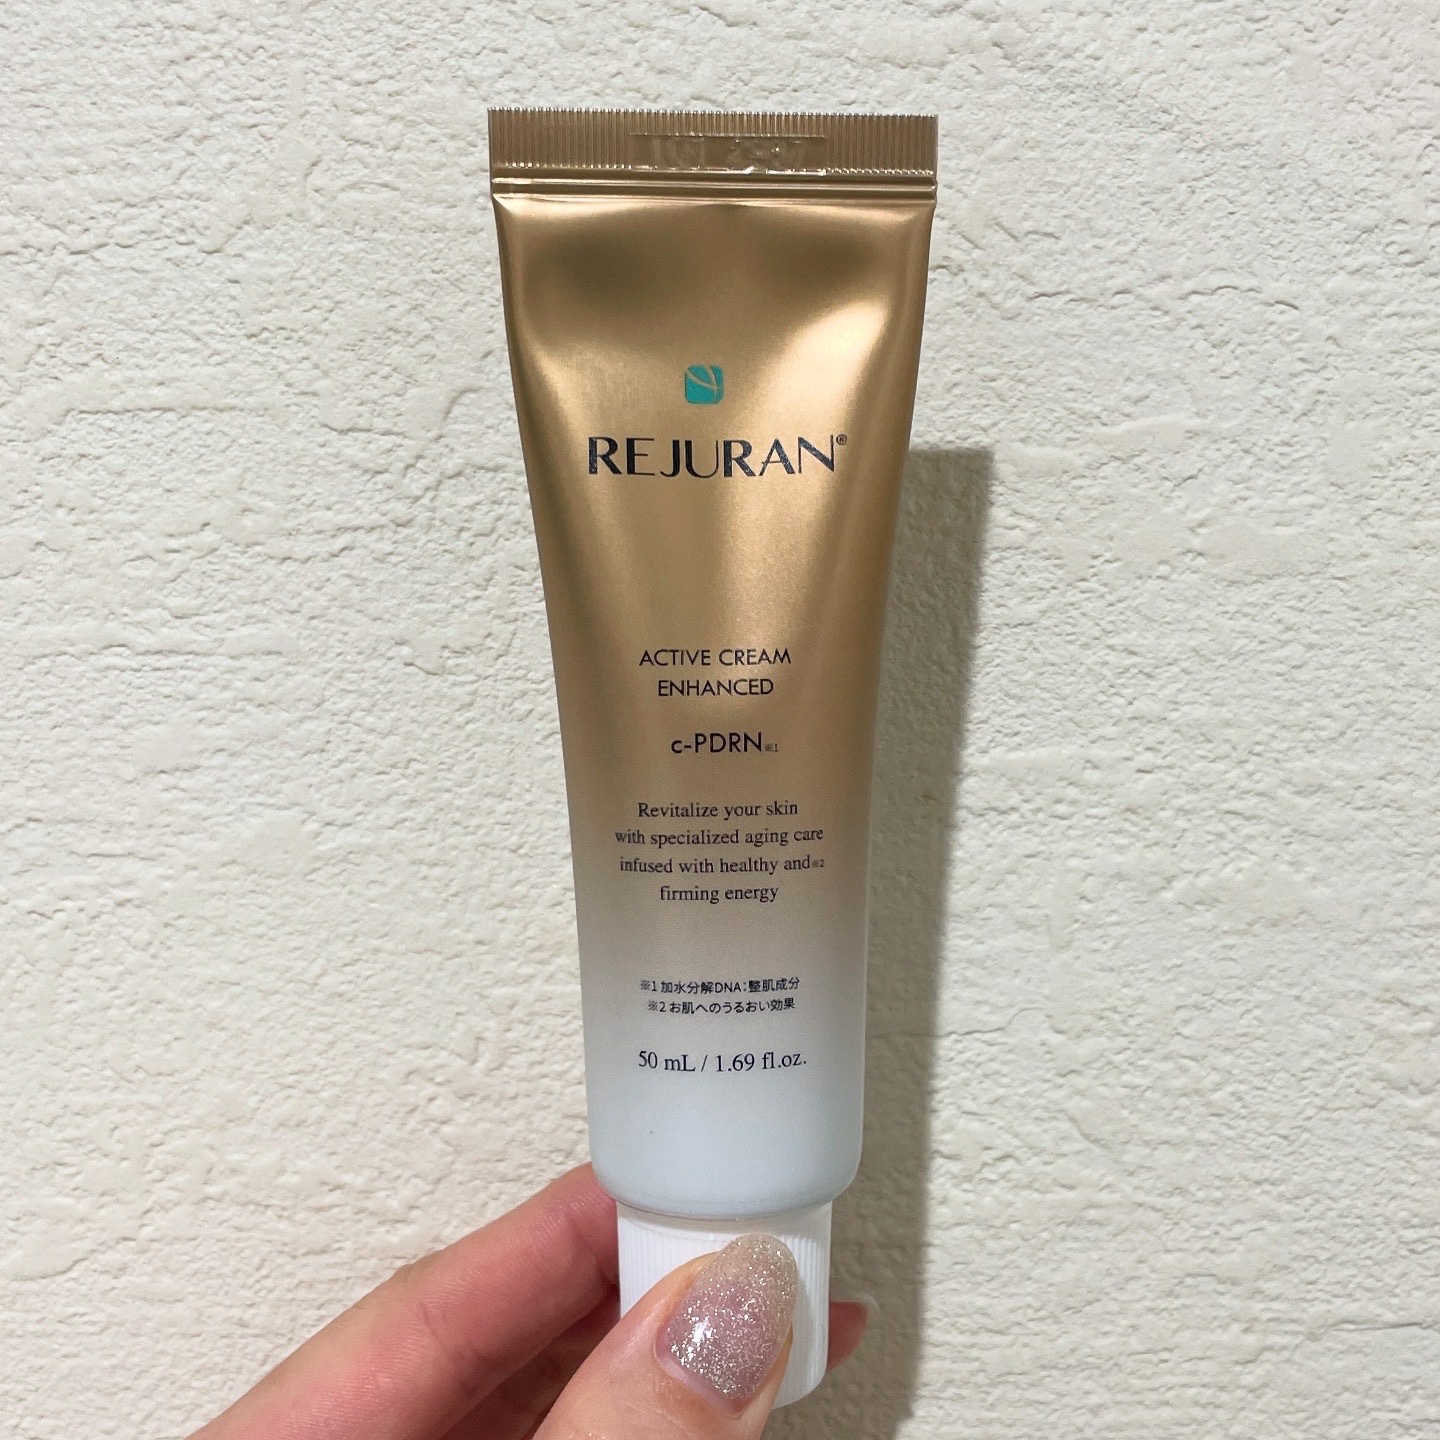 REJURAN®
ACTIVE CREAM
ENHANCED
c-PDRN※1
Revitalize your skin
with specialized aging care
infused with healthy and※2
firming energy
※1 加水分解DNA：整肌成分
※2 お肌へのうるおい効果
50 mL / 1.69 fl.oz.